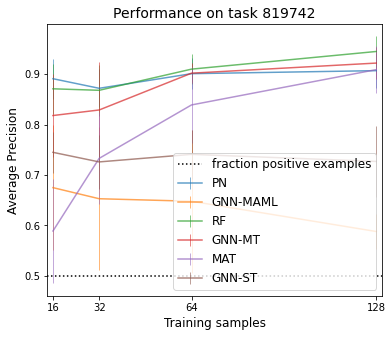 Performance on task 819742
Average Precision
0.9
0.8
0.7
0.6
0.5
fraction positive examples
PN
GNN-MAML
RF
GNN-MT
MAT
GNN-ST
16 32 64 128
Training samples